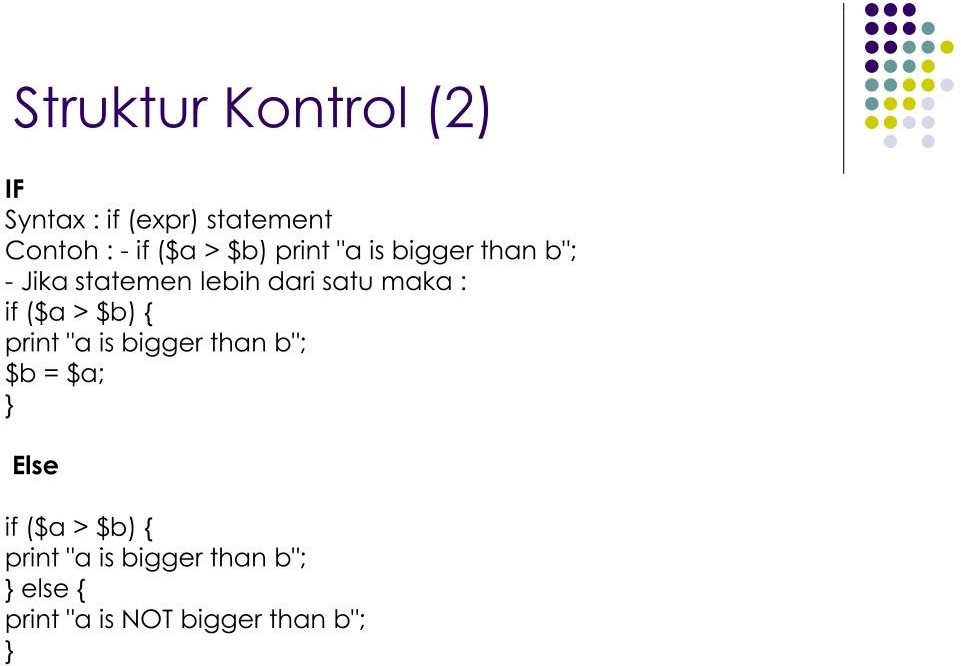 Struktur Kontrol (2)
IF
Syntax : if (expr) statement
Contoh : - if ($a > $b) print "a is bigger than b";
- Jika statemen lebih dari satu maka :
if ($a > $b) {
print "a is bigger than b";
$b = $a;
}
Else
if ($a > $b) {
print "a is bigger than b";
} else {
print "a is NOT bigger than b";
}